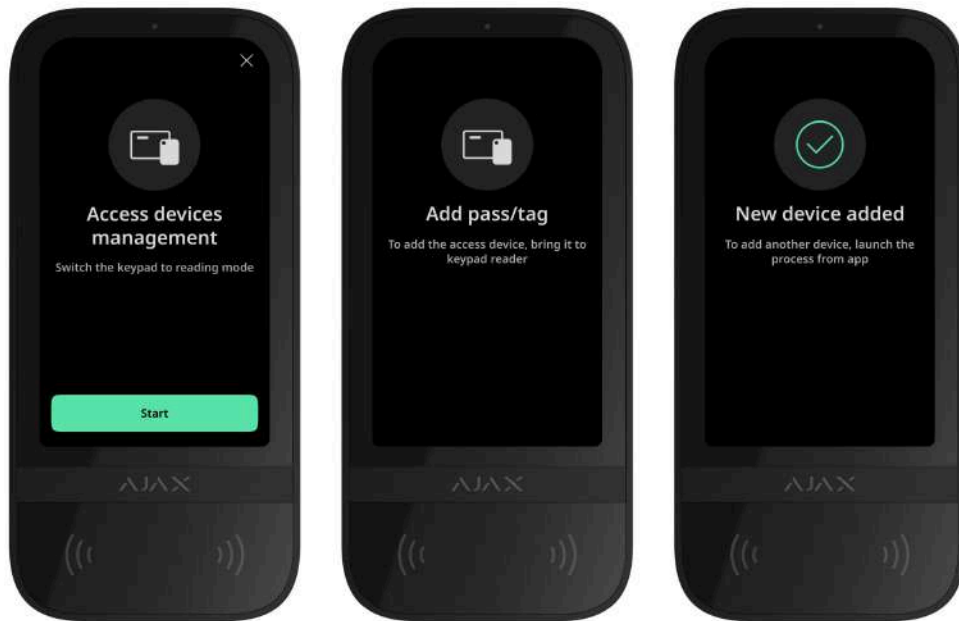 Access devices
management
Switch the keypad to reading mode
Start
AJAX
Add pass/tag
To add the access device, bring it to
keypad reader
AJAX
New device added
To add another device, launch the
process from app
AJAX